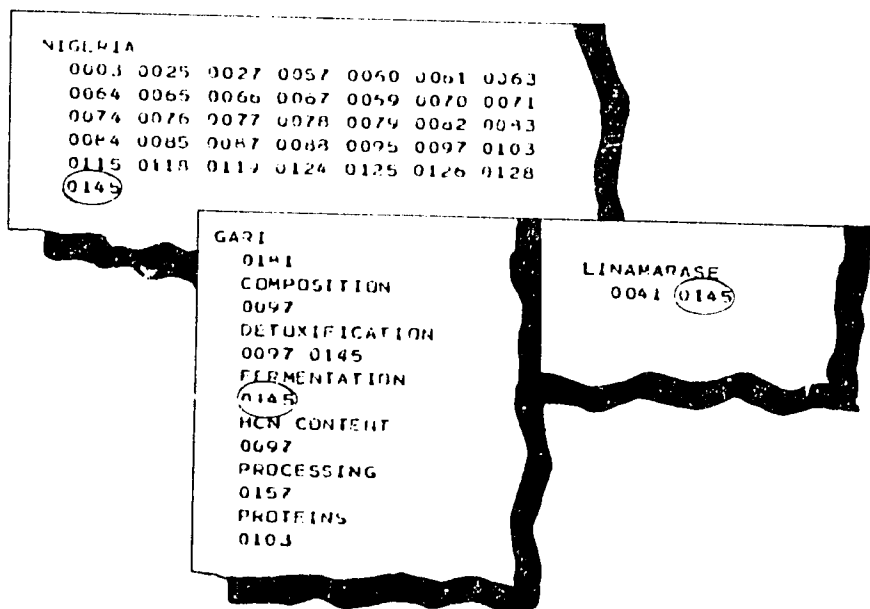 NIGERIA
0003 0025 0027 0057 0060 0061 0063
0064 0065 0066 0067 0069 0070 0071
0074 0076 0077 0078 0079 0082 0083
0084 0085 0087 0088 0095 0097 0103
0115 0118 0119 0124 0125 0126 0128
0145
GARI
0181
COMPOSITION
0097
DETOXIFICATION
0097 0145
FERMENTATION
0145
HCN CONTENT
0097
PROCESSING
0157
PROTEINS
0103
LINAMARASE
0041 0145